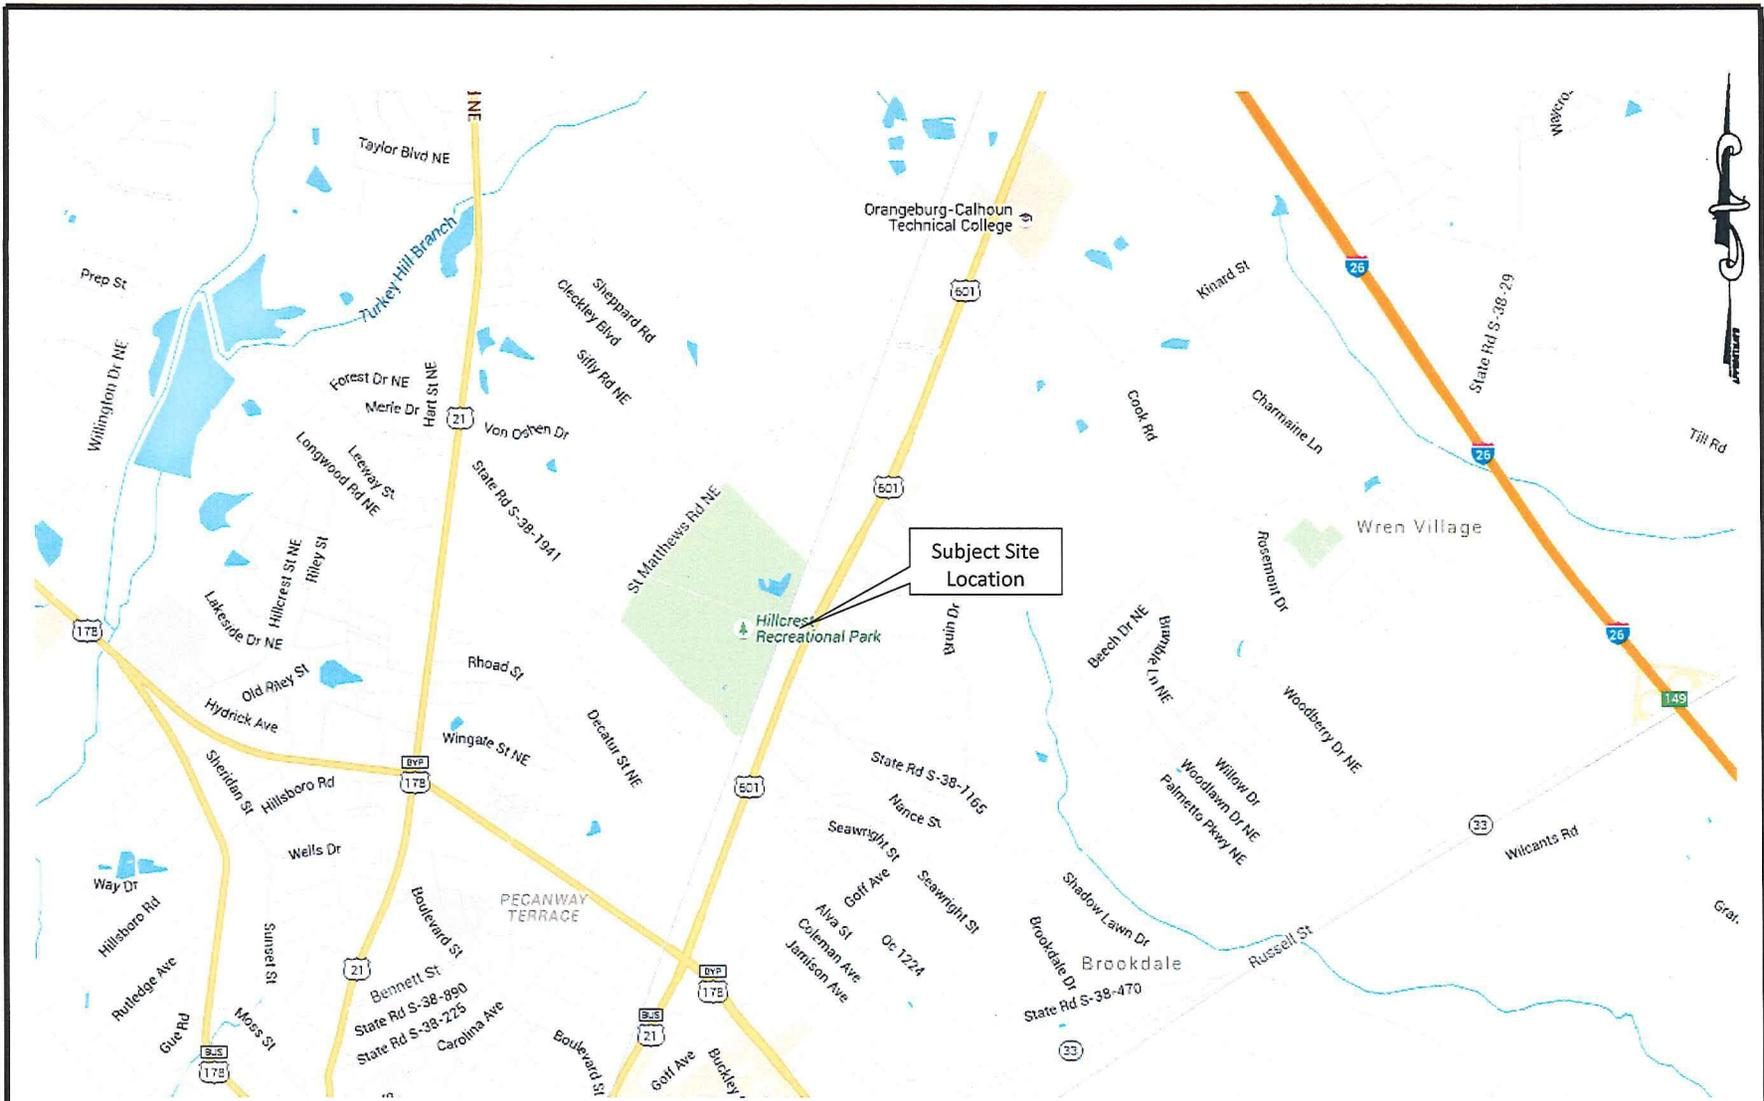 NE
Taylor Blvd NE
Orangeburg-Calhoun
Technical College
Turkey Hill Branch
Prep St
Willington Dr NE
Sheppard Rd
Cleckley Blvd
Sifly Rd NE
601
Kinard St
26
State Rd S-38-29
Forest Dr NE
Merle Dr
Hart St NE
21
Von Oshen Dr
Cook Rd
Charmaine Ln
Till Rd
26
Longwood Rd NE
Leeway St
State Rd S-38-1941
601
St Matthews Rd NE
Wren Village
Subject Site
Location
Hillcrest St NE
Riley St
Rosemont Dr
Lakeside Dr NE
178
Hillcrest
Recreational Park
Bruin Dr
Beech Dr NE
Bramble Ln NE
26
149
Old Riley St
Hydrick Ave
Rhoad St
Wingate St NE
Decatur St NE
Woodberry Dr NE
BYP
178
Sheridan St
Hillsboro Rd
601
State Rd S-38-1165
Nance St
Willow Dr
Woodlawn Dr NE
Palmetto Pkwy NE
33
Wilcants Rd
Wells Dr
Seawright St
Way Dr
Hillsboro Rd
PECANWAY
TERRACE
Boulevard St
Goff Ave
Seawright St
Alva St
Coleman Ave
Jamison Ave
Oc 1224
Shadow Lawn Dr
Brookdale Dr
Brookdale
Russell St
State Rd S-38-470
Sunset St
21
Bennett St
State Rd S-38-890
State Rd S-38-225
Carolina Ave
Rutledge Ave
Gue Rd
Moss St
BYP
178
BUS
21
BUS
178
Boulevard St
Goff Ave
Buckley
33